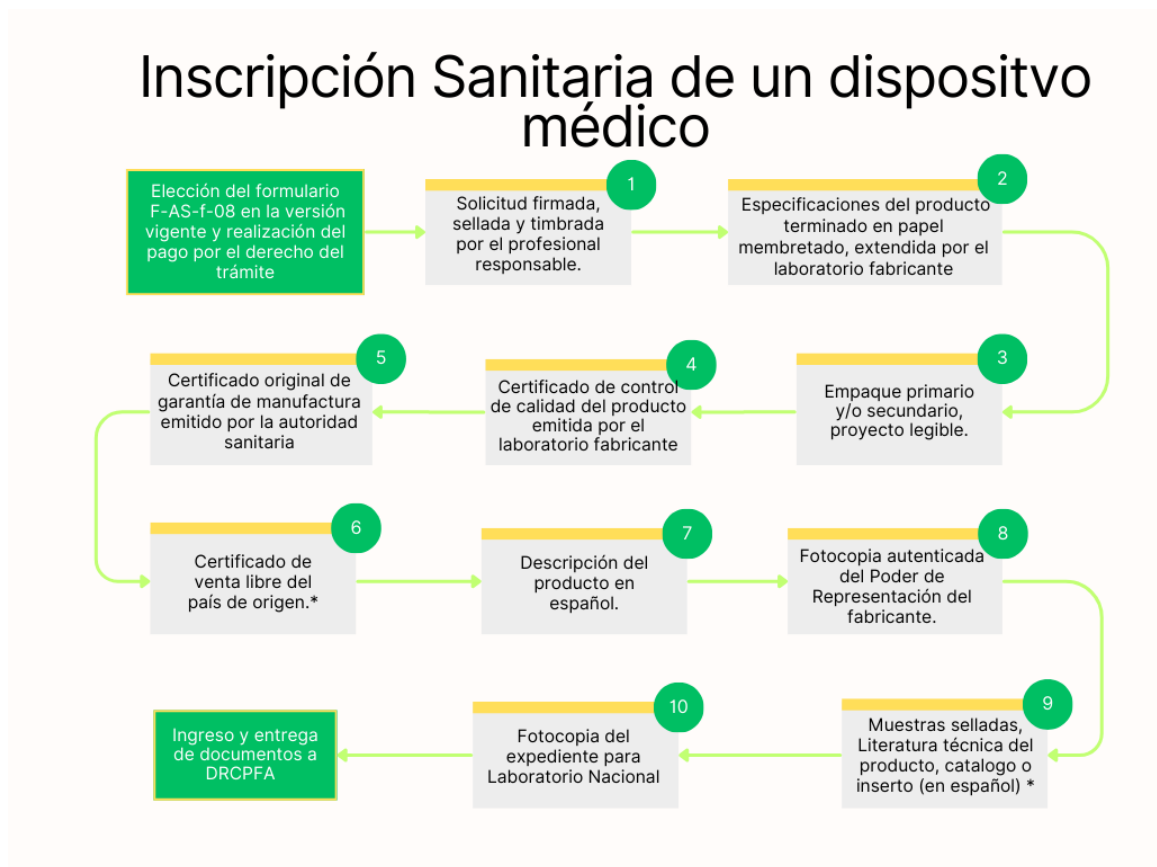 Inscripción Sanitaria de un dispositvo
médico
Elección del formulario
F-AS-f-08 en la versión
vigente y realización del
pago por el derecho del
trámite
1
Solicitud firmada,
sellada y timbrada
por el profesional
responsable.
2
Especificaciones del producto
terminado en papel
membretado, extendida por el
laboratorio fabricante
3
Empaque primario
y/o secundario,
proyecto legible.
4
Certificado de control
de calidad del producto
emitida por el
laboratorio fabricante
5
Certificado original de
garantía de manufactura
emitido por la autoridad
sanitaria
6
Certificado de
venta libre del
país de origen.*
7
Descripción del
producto en
español.
8
Fotocopia autenticada
del Poder de
Representación del
fabricante.
9
Muestras selladas,
Literatura técnica del
producto, catalogo o
inserto (en español) *
10
Fotocopia del
expediente para
Laboratorio Nacional
Ingreso y entrega
de documentos a
DRCPFA